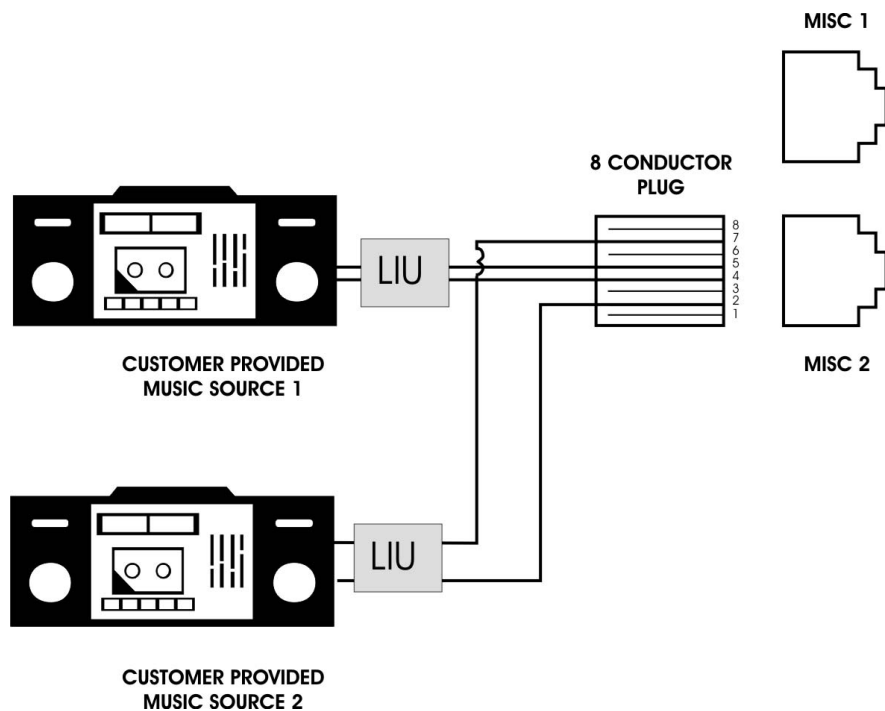 MISC 1
8 CONDUCTOR
PLUG
8
7
6
5
4
3
2
1
LIU
CUSTOMER PROVIDED
MUSIC SOURCE 1
MISC 2
LIU
CUSTOMER PROVIDED
MUSIC SOURCE 2